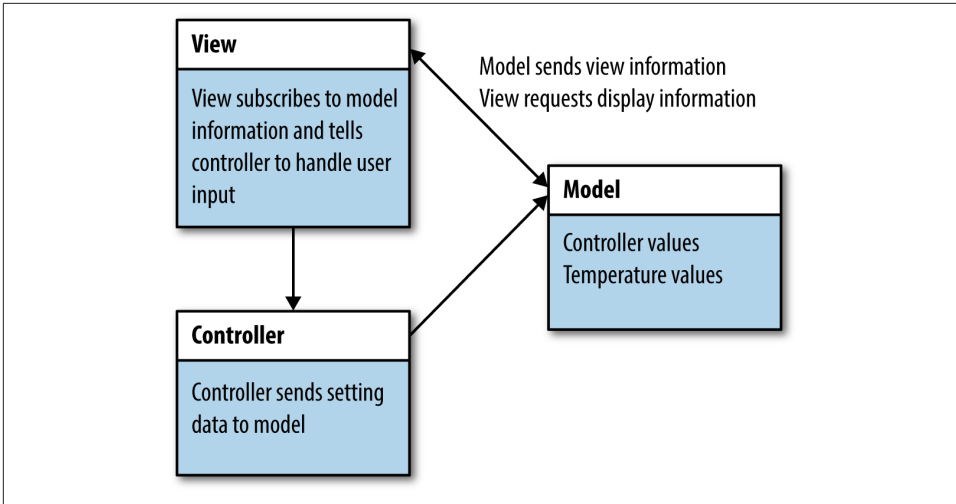 View
View subscribes to model
information and tells
controller to handle user
input
Model sends view information
View requests display information
Model
Controller values
Temperature values
Controller
Controller sends setting
data to model